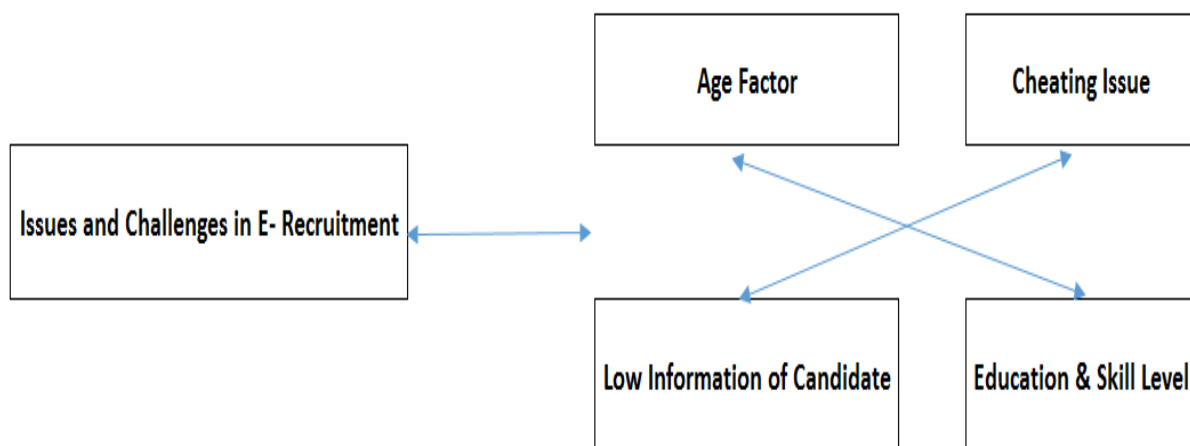 Age Factor
Cheating Issue
Issues and Challenges in E- Recruitment
Low Information of Candidate
Education & Skill Level